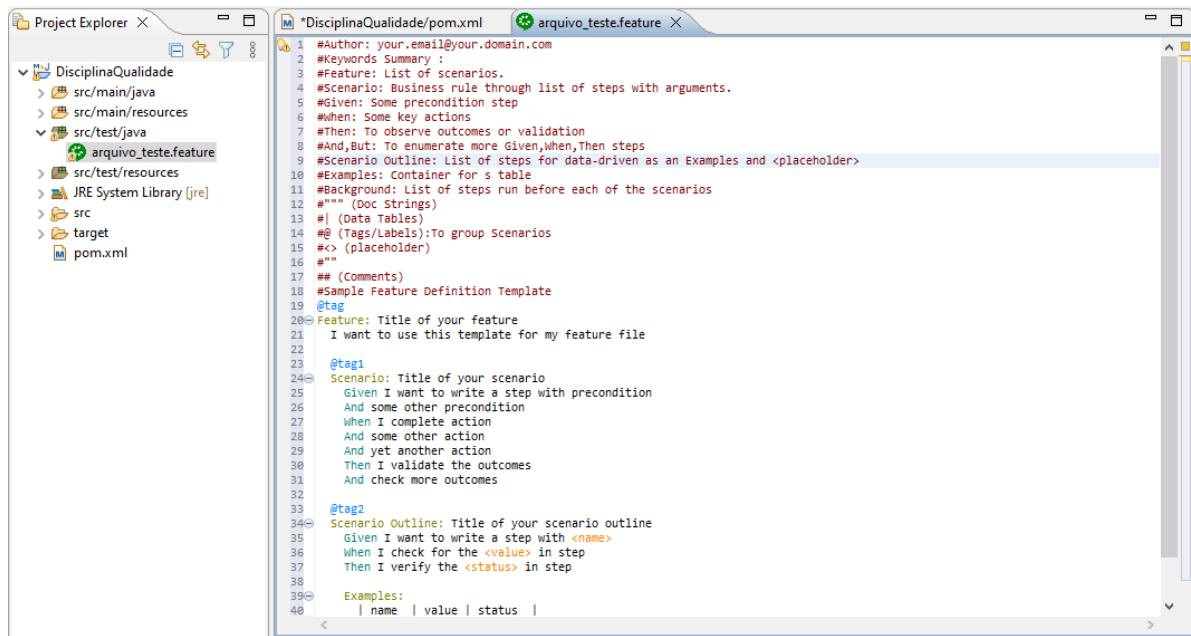 Project Explorer
DisciplinaQualidade
src/main/java
src/main/resources
src/test/java
arquivo_teste.feature
src/test/resources
JRE System Library [jre]
src
target
pom.xml
*DisciplinaQualidade/pom.xml
arquivo_teste.feature
1 #Author: your.email@your.domain.com
2 #Keywords Summary :
3 #Feature: List of scenarios.
4 #Scenario: Business rule through list of steps with arguments.
5 #Given: Some precondition step
6 #When: Some key actions
7 #Then: To observe outcomes or validation
8 #And,But: To enumerate more Given,When,Then steps
9 #Scenario Outline: List of steps for data-driven as an Examples and <placeholder>
10 #Examples: Container for s table
11 #Background: List of steps run before each of the scenarios
12 #""" (Doc Strings)
13 #| (Data Tables)
14 #@ (Tags/Labels):To group Scenarios
15 #<> (placeholder)
16 #""
17 ## (Comments)
18 #Sample Feature Definition Template
19 @tag
20 Feature: Title of your feature
21 I want to use this template for my feature file
22
23 @tag1
24 Scenario: Title of your scenario
25 Given I want to write a step with precondition
26 And some other precondition
27 When I complete action
28 And some other action
29 And yet another action
30 Then I validate the outcomes
31 And check more outcomes
32
33 @tag2
34 Scenario Outline: Title of your scenario outline
35 Given I want to write a step with <name>
36 When I check for the <value> in step
37 Then I verify the <status> in step
38
39 Examples:
40 | name | value | status |